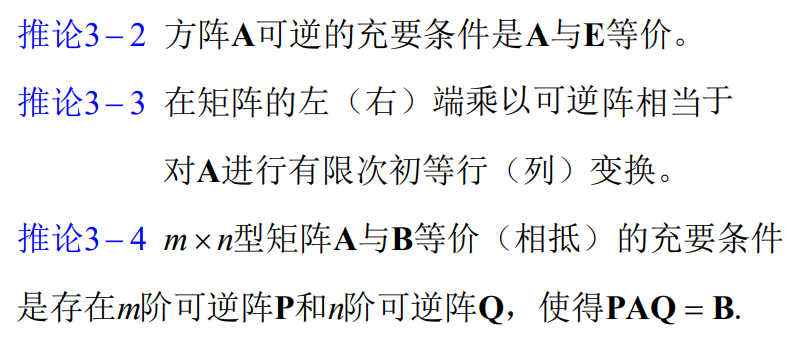 推论3－2 方阵A可逆的充要条件是A与E等价。
推论3－3 在矩阵的左（右）端乘以可逆阵相当于
对A进行有限次初等行（列）变换。
推论3－4 m×n型矩阵A与B等价（相抵）的充要条件
是存在m阶可逆阵P和n阶可逆阵Q，使得PAQ = B.